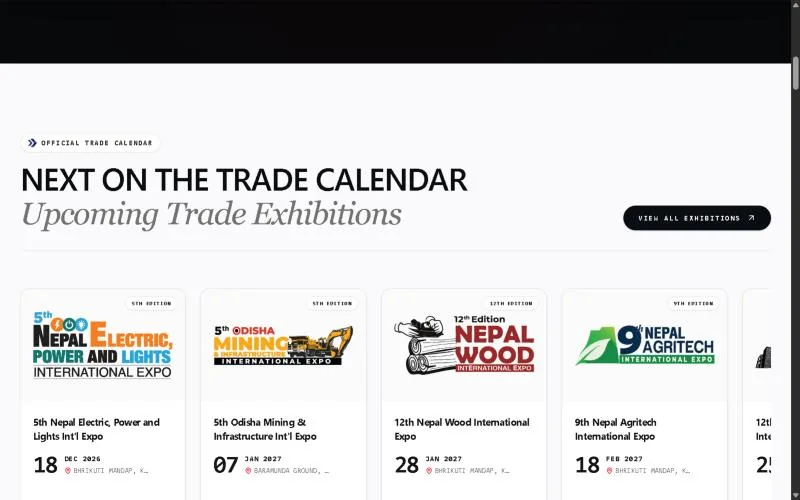 OFFICIAL TRADE CALENDAR
NEXT ON THE TRADE CALENDAR
Upcoming Trade Exhibitions
VIEW ALL EXHIBITIONS
5TH EDITION
5th
NEPAL ELECTRIC,
POWER AND LIGHTS
INTERNATIONAL EXPO
5th Nepal Electric, Power and
Lights Int'l Expo
18 DEC 2026
BHRIKUTI MANDAP, K…
5TH EDITION
5th ODISHA
MINING
& INFRASTRUCTURE
INTERNATIONAL EXPO
5th Odisha Mining &
Infrastructure Int'l Expo
07 JAN 2027
BARAMUNDA GROUND, …
12TH EDITION
12th Edition
NEPAL
WOOD
INTERNATIONAL EXPO
12th Nepal Wood International
Expo
28 JAN 2027
BHRIKUTI MANDAP, K…
9TH EDITION
9th NEPAL
AGRITECH
INTERNATIONAL EXPO
9th Nepal Agritech
International Expo
18 FEB 2027
BHRIKUTI MANDAP, K…